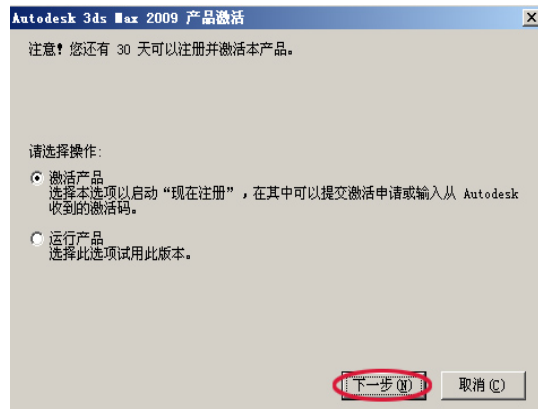 Autodesk 3ds Max 2009 产品激活
注意! 您还有 30 天可以注册并激活本产品。
请选择操作:
激活产品
选择本选项以启动“现在注册”，在其中可以提交激活申请或输入从 Autodesk
收到的激活码。
运行产品
选择此选项试用此版本。
下一步(N)
取消(C)